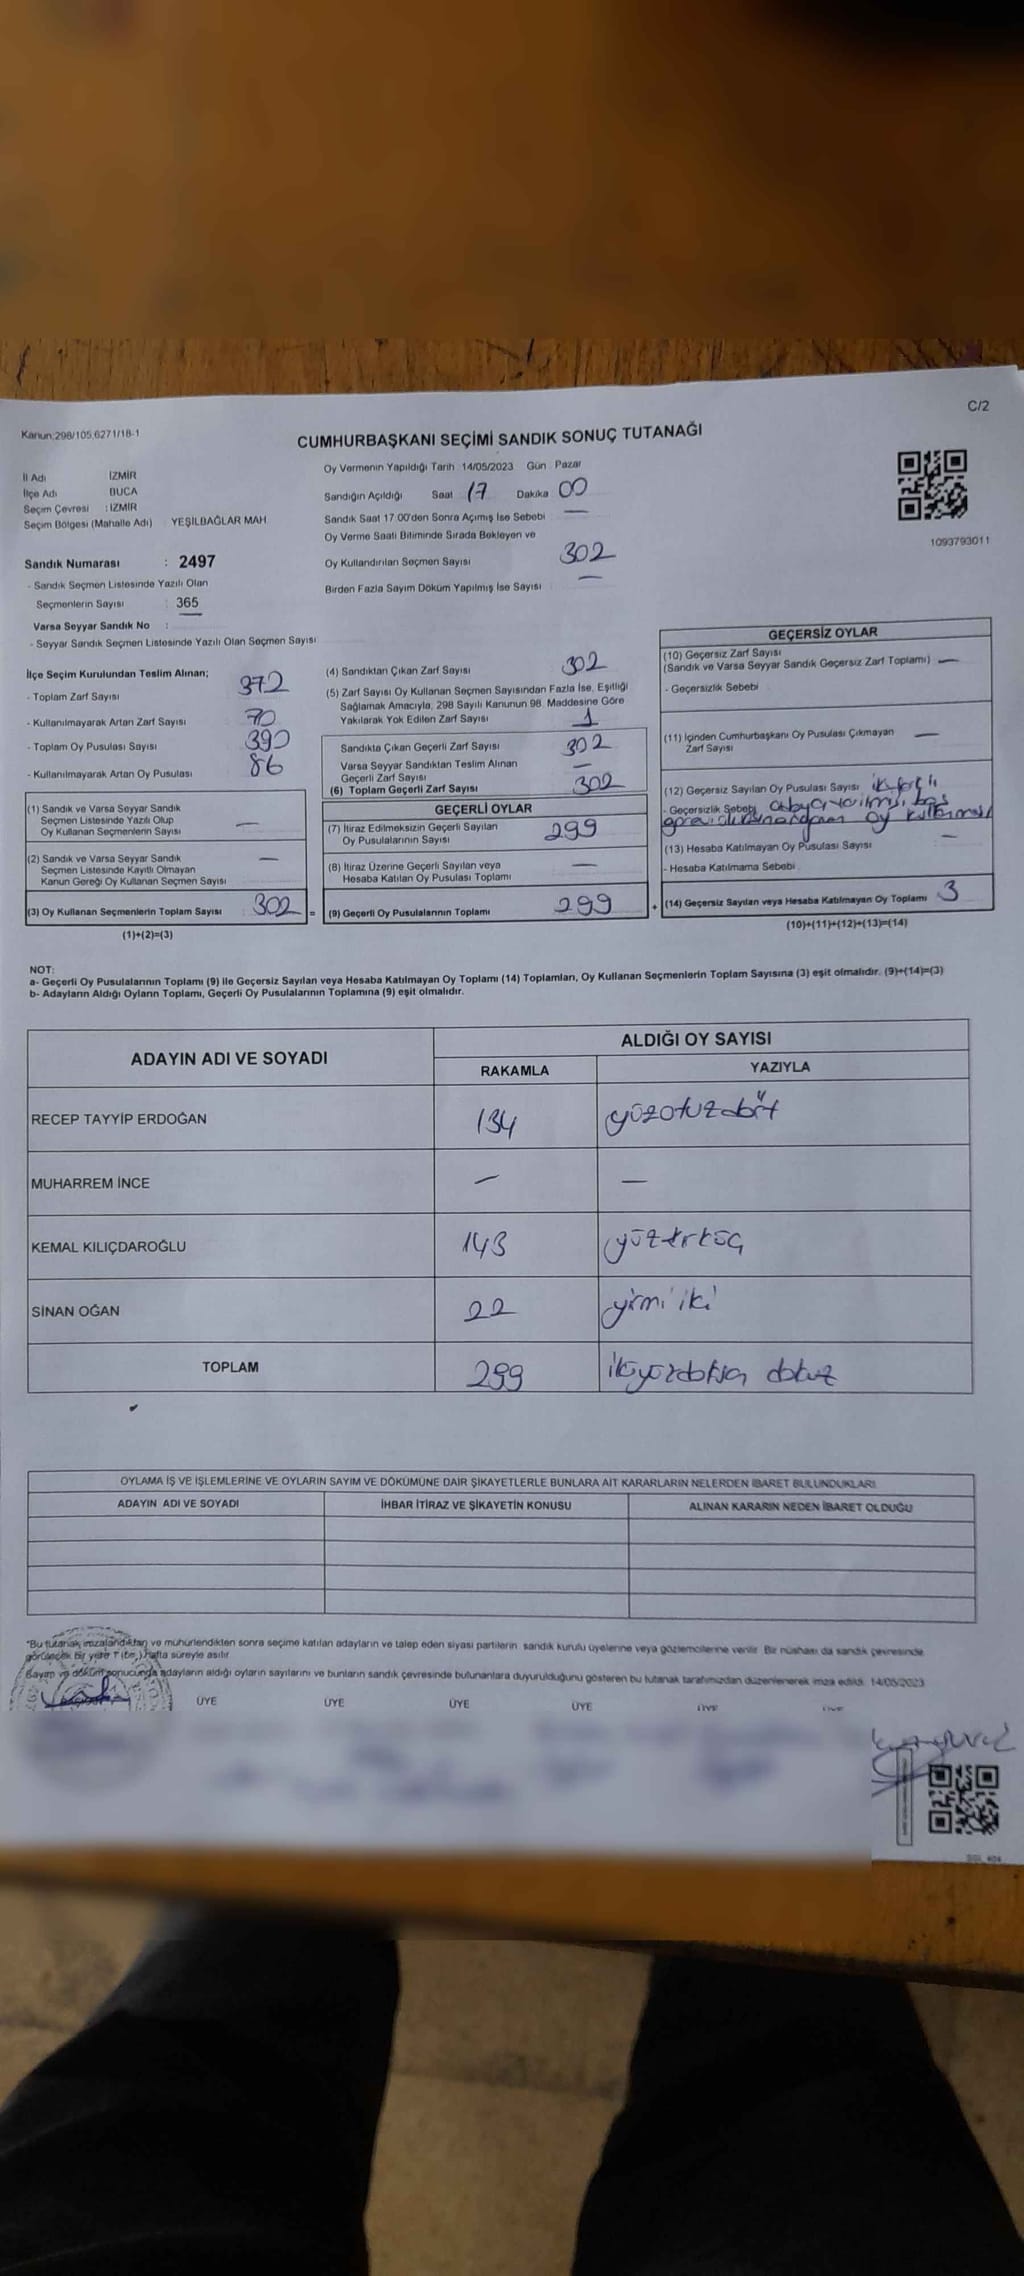 C/2
Kanun:298/105,6271/18-1
CUMHURBAŞKANI SEÇİMİ SANDIK SONUÇ TUTANAĞI
İl Adı İZMİR
İlçe Adı BUCA
Seçim Çevresi : İZMİR
Seçim Bölgesi (Mahalle Adı) YEŞİLBAĞLAR MAH.
Sandık Numarası : 2497
- Sandık Seçmen Listesinde Yazılı Olan
Seçmenlerin Sayısı : 365
Varsa Seyyar Sandık No :
- Seyyar Sandık Seçmen Listesinde Yazılı Olan Seçmen Sayısı
Oy Vermenin Yapıldığı Tarih 14/05/2023 Gün Pazar
Sandığın Açıldığı Saat 17 Dakika 00
Sandık Saat 17.00'den Sonra Açımış İse Sebebi —
Oy Verme Saati Bitiminde Sırada Bekleyen ve
Oy Kullandırılan Seçmen Sayısı 302
Birden Fazla Sayım Döküm Yapılmış İse Sayısı —
1093793011
İlçe Seçim Kurulundan Teslim Alınan;
- Toplam Zarf Sayısı 372
- Kullanılmayarak Artan Zarf Sayısı 70
- Toplam Oy Pusulası Sayısı 390
- Kullanılmayarak Artan Oy Pusulası 86
(1) Sandık ve Varsa Seyyar Sandık
Seçmen Listesinde Yazılı Olup
Oy Kullanan Seçmenlerin Sayısı —
(2) Sandık ve Varsa Seyyar Sandık
Seçmen Listesinde Kayıtlı Olmayan
Kanun Gereği Oy Kullanan Seçmen Sayısı —
(3) Oy Kullanan Seçmenlerin Toplam Sayısı 302 =
(1)+(2)=(3)
(4) Sandıktan Çıkan Zarf Sayısı 302
(5) Zarf Sayısı Oy Kullanan Seçmen Sayısından Fazla İse, Eşitliği
Sağlamak Amacıyla, 298 Sayılı Kanunun 98. Maddesine Göre
Yakılarak Yok Edilen Zarf Sayısı 1
Sandıkta Çıkan Geçerli Zarf Sayısı 302
Varsa Seyyar Sandıktan Teslim Alınan
Geçerli Zarf Sayısı —
(6) Toplam Geçerli Zarf Sayısı 302
GEÇERLİ OYLAR
(7) İtiraz Edilmeksizin Geçerli Sayılan
Oy Pusulalarının Sayısı 299
(8) İtiraz Üzerine Geçerli Sayılan veya
Hesaba Katılan Oy Pusulası Toplamı —
(9) Geçerli Oy Pusulalarının Toplamı 299 +
GEÇERSİZ OYLAR
(10) Geçersiz Zarf Sayısı
(Sandık ve Varsa Seyyar Sandık Geçersiz Zarf Toplamı) —
- Geçersizlik Sebebi
(11) İçinden Cumhurbaşkanı Oy Pusulası Çıkmayan
Zarf Sayısı —
(12) Geçersiz Sayılan Oy Pusulası Sayısı
- Geçersizlik Sebebi
oy
(13) Hesaba Katılmayan Oy Pusulası Sayısı —
- Hesaba Katılmama Sebebi
(14) Geçersiz Sayılan veya Hesaba Katılmayan Oy Toplamı 3
(10)+(11)+(12)+(13)=(14)
NOT:
a- Geçerli Oy Pusulalarının Toplamı (9) ile Geçersiz Sayılan veya Hesaba Katılmayan Oy Toplamı (14) Toplamları, Oy Kullanan Seçmenlerin Toplam Sayısına (3) eşit olmalıdır. (9)+(14)=(3)
b- Adayların Aldığı Oyların Toplamı, Geçerli Oy Pusulalarının Toplamına (9) eşit olmalıdır.
ADAYIN ADI VE SOYADI ALDIĞI OY SAYISI
RAKAMLA YAZIYLA
RECEP TAYYİP ERDOĞAN 134 yüzotuzdört
MUHARREM İNCE — —
KEMAL KILIÇDAROĞLU 143 yüzkırküç
SİNAN OĞAN 22 yirmi iki
TOPLAM 299 ikiyüzdoksan dokuz
OYLAMA İŞ VE İŞLEMLERİNE VE OYLARIN SAYIM VE DÖKÜMÜNE DAİR ŞİKAYETLERLE BUNLARA AİT KARARLARIN NELERDEN İBARET BULUNDUKLARI
ADAYIN ADI VE SOYADI İHBAR İTİRAZ VE ŞİKAYETİN KONUSU ALINAN KARARIN NEDEN İBARET OLDUĞU
*Bu tutanak imzalandıktan ve mühürlendikten sonra seçime katılan adayların ve talep eden siyasi partilerin sandık kurulu üyelerine veya gözlemcilerine verilir. Bir nüshası da sandık çevresinde
görülecek bir yere 1 (bir) hafta süreyle asılır.
Sayım ve döküm sonucunda adayların aldığı oyların sayılarını ve bunların sandık çevresinde bulunanlara duyurulduğunu gösteren bu tutanak tarafımızdan düzenlenerek imza edildi. 14/05/2023
ÜYE ÜYE ÜYE ÜYE ÜYE ÜYE